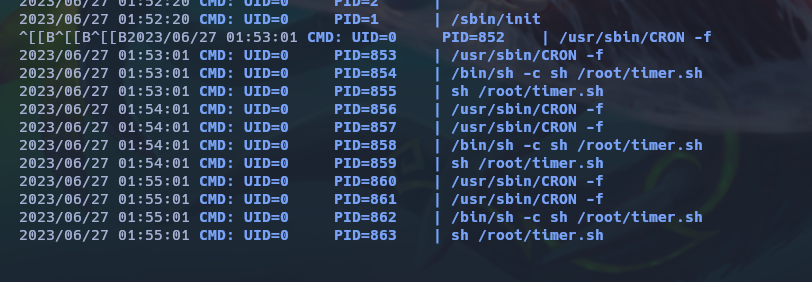 2023/06/27 01:52:20 CMD: UID=0     PID=2      |
2023/06/27 01:52:20 CMD: UID=0     PID=1      | /sbin/init
^[[B^[[B^[[B2023/06/27 01:53:01 CMD: UID=0     PID=852    | /usr/sbin/CRON -f
2023/06/27 01:53:01 CMD: UID=0     PID=853    | /usr/sbin/CRON -f
2023/06/27 01:53:01 CMD: UID=0     PID=854    | /bin/sh -c sh /root/timer.sh
2023/06/27 01:53:01 CMD: UID=0     PID=855    | sh /root/timer.sh
2023/06/27 01:54:01 CMD: UID=0     PID=856    | /usr/sbin/CRON -f
2023/06/27 01:54:01 CMD: UID=0     PID=857    | /usr/sbin/CRON -f
2023/06/27 01:54:01 CMD: UID=0     PID=858    | /bin/sh -c sh /root/timer.sh
2023/06/27 01:54:01 CMD: UID=0     PID=859    | sh /root/timer.sh
2023/06/27 01:55:01 CMD: UID=0     PID=860    | /usr/sbin/CRON -f
2023/06/27 01:55:01 CMD: UID=0     PID=861    | /usr/sbin/CRON -f
2023/06/27 01:55:01 CMD: UID=0     PID=862    | /bin/sh -c sh /root/timer.sh
2023/06/27 01:55:01 CMD: UID=0     PID=863    | sh /root/timer.sh